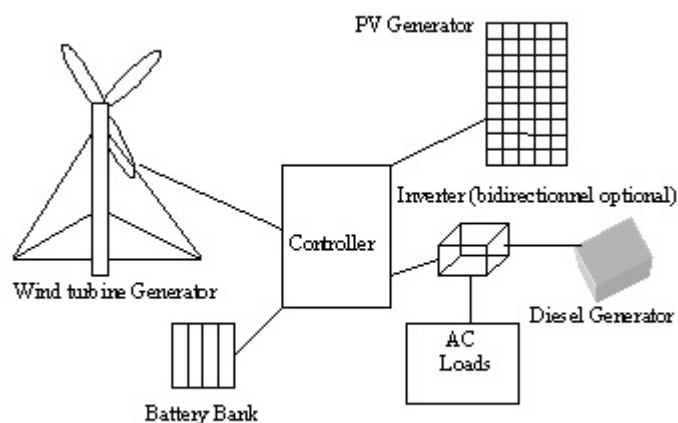 PV Generator
Inverter (bidirectionnel optional)
Controller
Wind turbine Generator
Diesel Generator
AC
Loads
Battery Bank